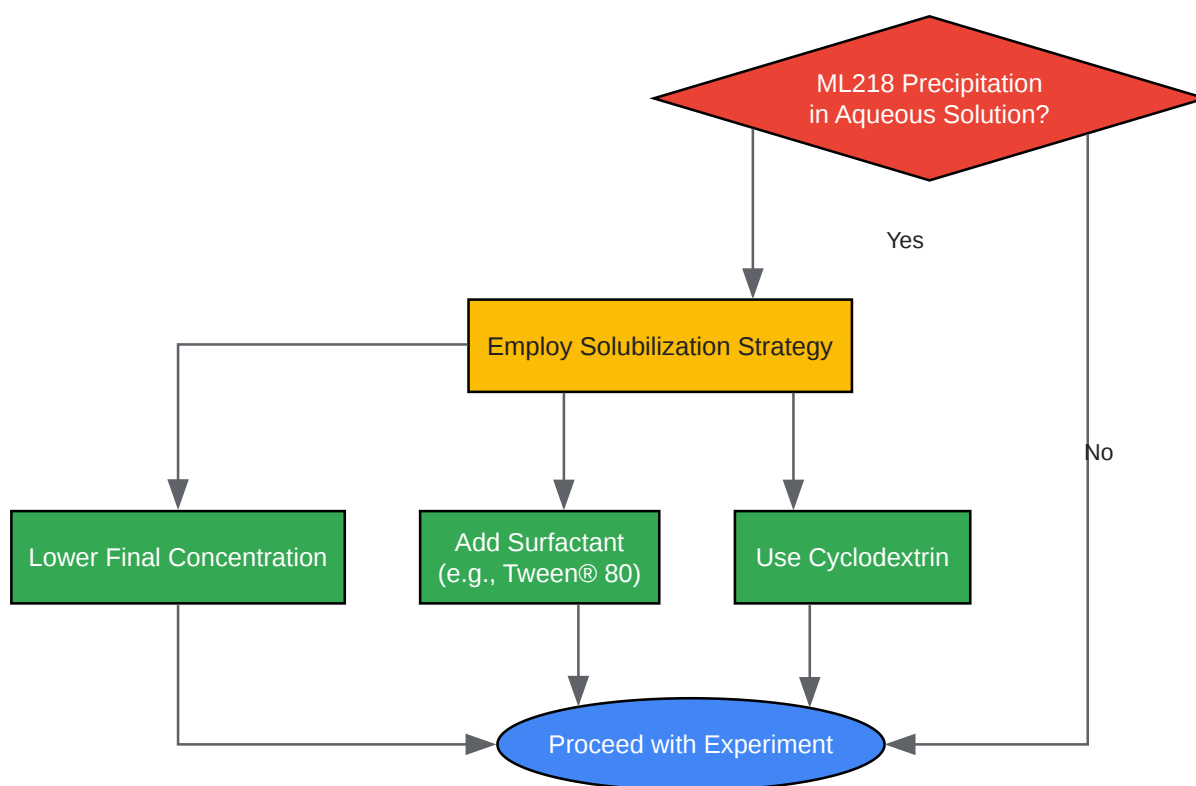 ML218 Precipitation
in Aqueous Solution?
Yes
Employ Solubilization Strategy
No
Lower Final Concentration
Add Surfactant
(e.g., Tween® 80)
Use Cyclodextrin
Proceed with Experiment